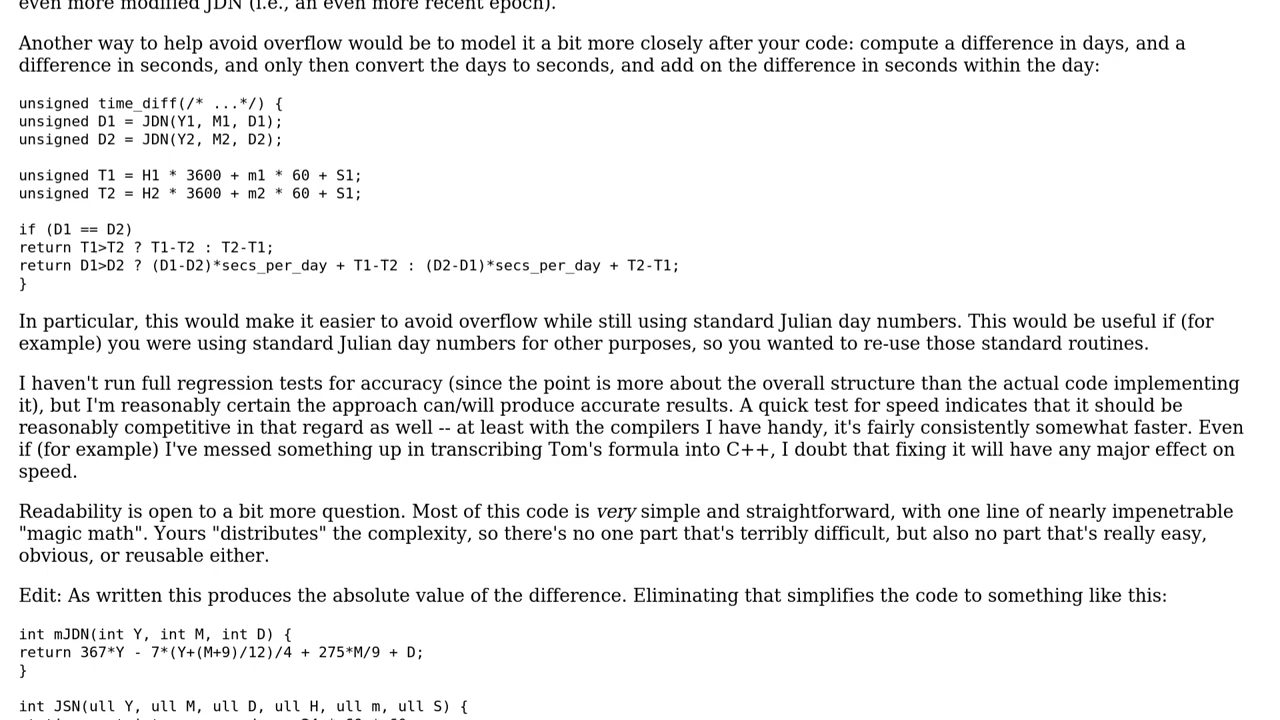 even more modified JDN (i.e., an even more recent epoch).
Another way to help avoid overflow would be to model it a bit more closely after your code: compute a difference in days, and a
difference in seconds, and only then convert the days to seconds, and add on the difference in seconds within the day:
unsigned time_diff(/* ...*/) {
unsigned D1 = JDN(Y1, M1, D1);
unsigned D2 = JDN(Y2, M2, D2);
unsigned T1 = H1 * 3600 + m1 * 60 + S1;
unsigned T2 = H2 * 3600 + m2 * 60 + S1;
if (D1 == D2)
return T1>T2 ? T1-T2 : T2-T1;
return D1>D2 ? (D1-D2)*secs_per_day + T1-T2 : (D2-D1)*secs_per_day + T2-T1;
}
In particular, this would make it easier to avoid overflow while still using standard Julian day numbers. This would be useful if (for
example) you were using standard Julian day numbers for other purposes, so you wanted to re-use those standard routines.
I haven't run full regression tests for accuracy (since the point is more about the overall structure than the actual code implementing
it), but I'm reasonably certain the approach can/will produce accurate results. A quick test for speed indicates that it should be
reasonably competitive in that regard as well -- at least with the compilers I have handy, it's fairly consistently somewhat faster. Even
if (for example) I've messed something up in transcribing Tom's formula into C++, I doubt that fixing it will have any major effect on
speed.
Readability is open to a bit more question. Most of this code is very simple and straightforward, with one line of nearly impenetrable
"magic math". Yours "distributes" the complexity, so there's no one part that's terribly difficult, but also no part that's really easy,
obvious, or reusable either.
Edit: As written this produces the absolute value of the difference. Eliminating that simplifies the code to something like this:
int mJDN(int Y, int M, int D) {
return 367*Y - 7*(Y+(M+9)/12)/4 + 275*M/9 + D;
}
int JSN(ull Y, ull M, ull D, ull H, ull m, ull S) {